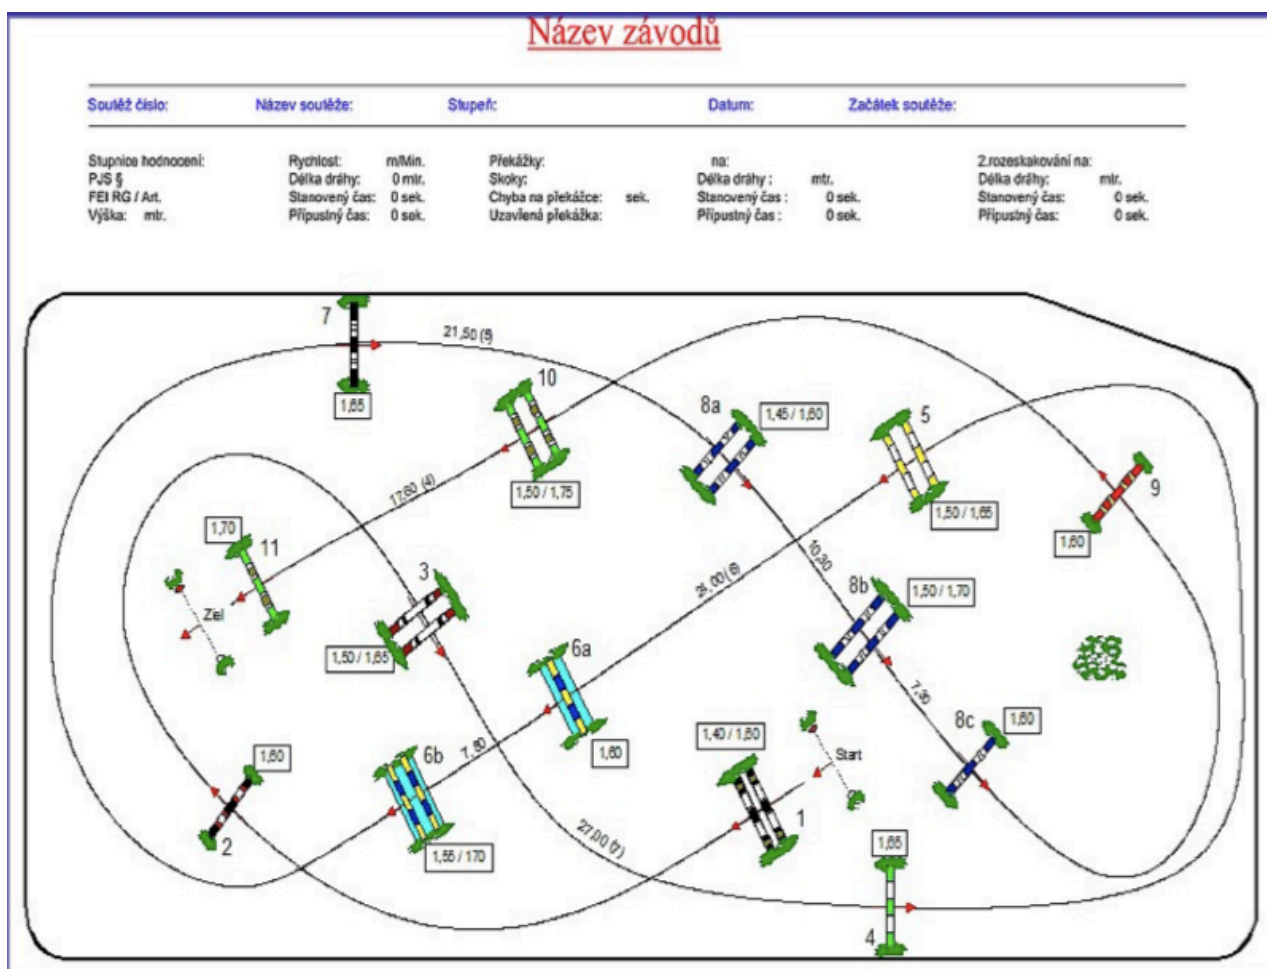 Název závodů
Soutěž číslo: Název soutěže: Stupeň: Datum: Začátek soutěže:
Stupnice hodnocení: Rychlost: m/Min. Překážky: na: 2.rozeskakování na:
PJS § Délka dráhy: 0 mtr. Skoky: Délka dráhy : mtr. Délka dráhy: mtr.
FEI RG / Art. Stanovený čas: 0 sek. Chyba na překážce: sek. Stanovený čas : 0 sek. Stanovený čas: 0 sek.
Výška: mtr. Přípustný čas: 0 sek. Uzavřená překážka: Přípustný čas : 0 sek. Přípustný čas: 0 sek.
7
21,50 (5)
1,65
10
8a
1,45 / 1,60
5
17,60 (4)
1,50 / 1,75
1,50 / 1,65
9
1,60
1,70
11
3
Ziel
1,50 / 1,65
10,30
8b
1,50 / 1,70
6a
7,30
8c
1,60
1,60
1,40 / 1,60
Start
1,60
2
6b
1,55 / 170
1
27,00 (7)
1,65
4